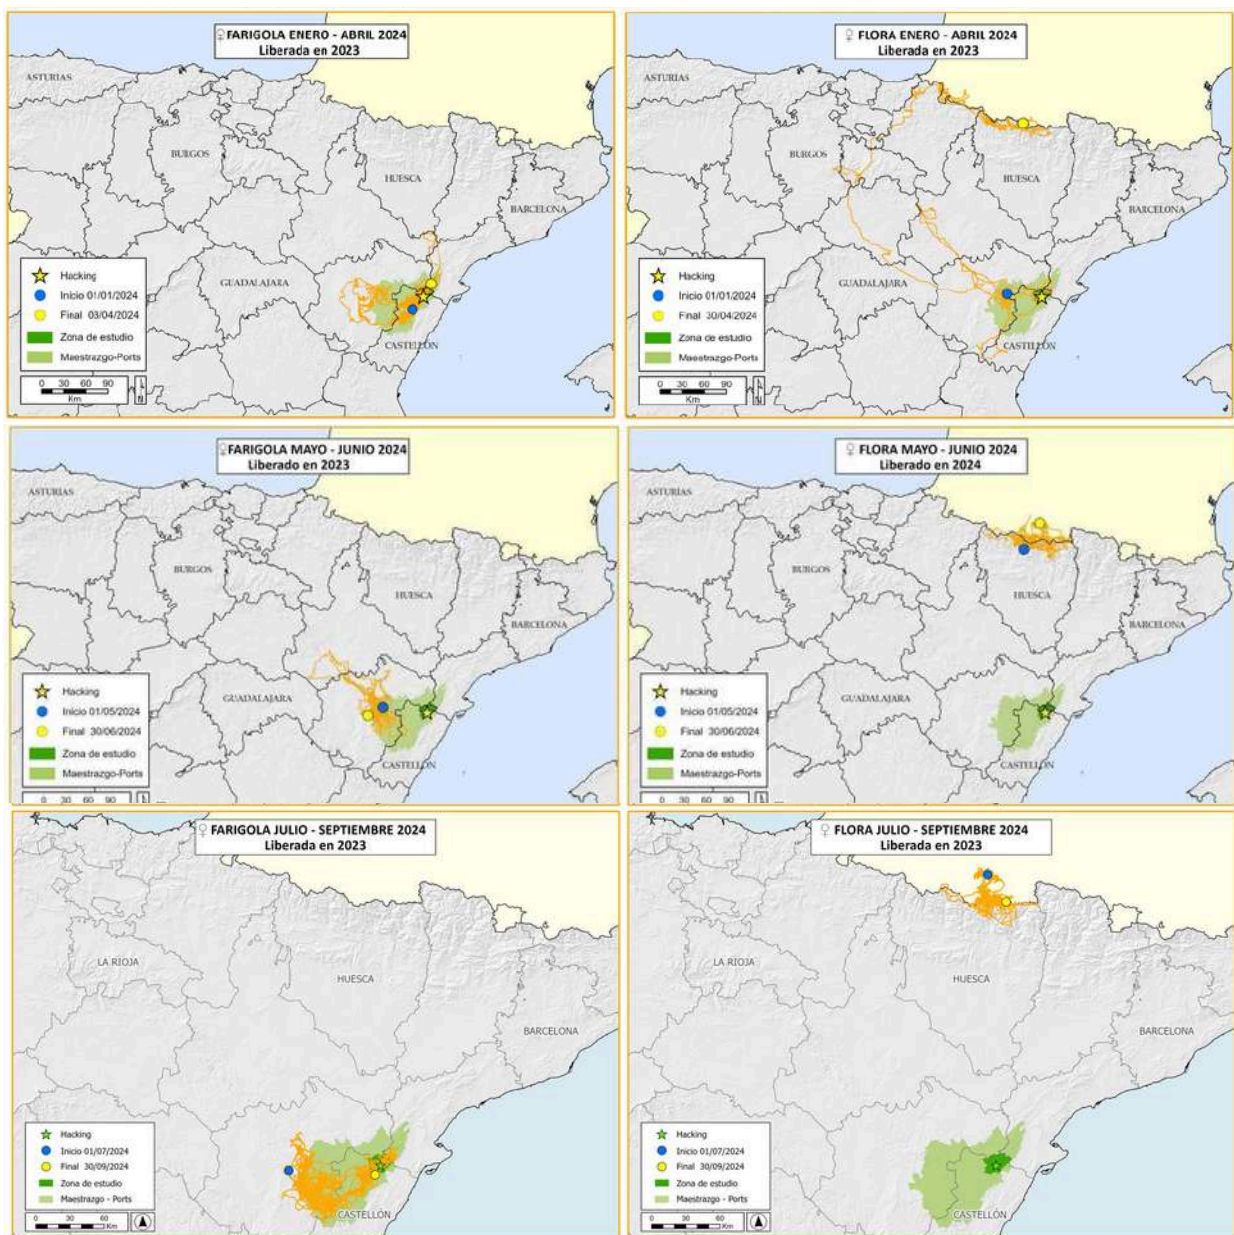 ♀FARIGOLA ENERO - ABRIL 2024
Liberada en 2023
ASTURIAS
BURGOS
HUESCA
BARCELONA
GUADALAJARA
CASTELLÓN
Hacking
Inicio 01/01/2024
Final 03/04/2024
Zona de estudio
Maestrazgo-Ports
0 30 60 90
Km
N
♀ FLORA ENERO - ABRIL 2024
Liberada en 2023
ASTURIAS
BURGOS
HUESCA
BARCELONA
GUADALAJARA
CASTELLÓN
Hacking
Inicio 01/01/2024
Final 30/04/2024
Zona de estudio
Maestrazgo-Ports
0 30 60 90
Km
N
♀FARIGOLA MAYO - JUNIO 2024
Liberado en 2023
ASTURIAS
BURGOS
HUESCA
BARCELONA
GUADALAJARA
CASTELLÓN
Hacking
Inicio 01/05/2024
Final 30/06/2024
Zona de estudio
Maestrazgo-Ports
0 30 60 90
♀ FLORA MAYO - JUNIO 2024
Liberado en 2024
ASTURIAS
BURGOS
HUESCA
BARCELONA
GUADALAJARA
CASTELLÓN
Hacking
Inicio 01/05/2024
Final 30/06/2024
Zona de estudio
Maestrazgo-Ports
0 30 60 90
♀ FARIGOLA JULIO - SEPTIEMBRE 2024
Liberada en 2023
LA RIOJA
HUESCA
BARCELONA
CASTELLÓN
Hacking
Inicio 01/07/2024
Final 30/09/2024
Zona de estudio
Maestrazgo - Ports
0 30 60
Km
♀ FLORA JULIO - SEPTIEMBRE 2024
Liberada en 2023
LA RIOJA
HUESCA
BARCELONA
CASTELLÓN
Hacking
Inicio 01/07/2024
Final 30/09/2024
Zona de estudio
Maestrazgo - Ports
0 30 60
Km